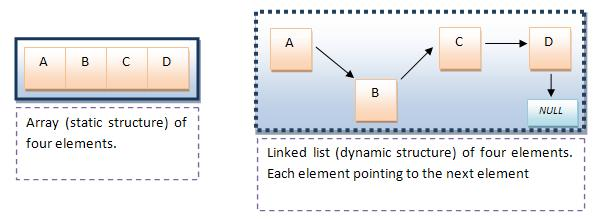 A B C D
Array (static structure) of
four elements.
A
B
C
D
NULL
Linked list (dynamic structure) of four elements.
Each element pointing to the next element